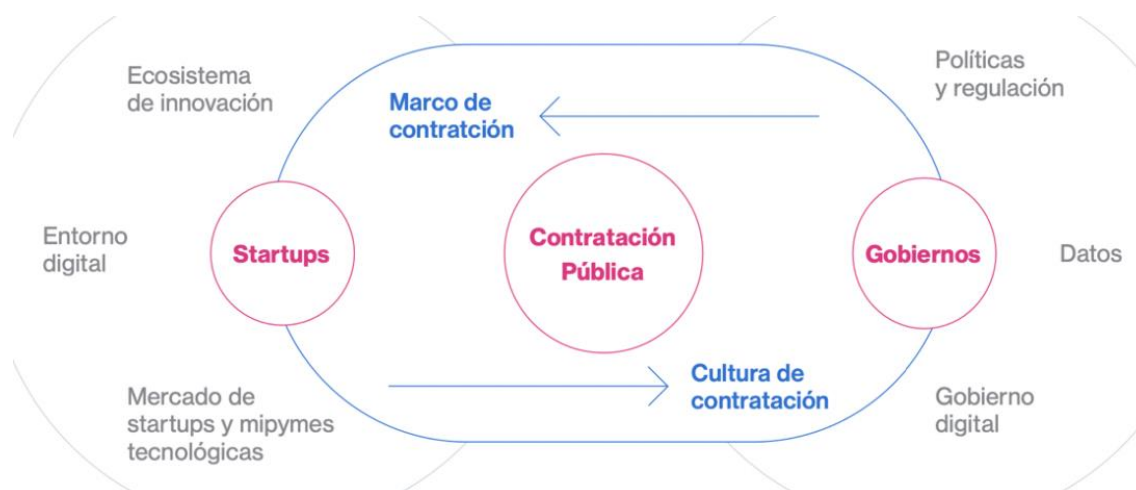 Ecosistema
de innovación
Políticas
y regulación
Marco de
contratción
Entorno
digital
Startups
Contratación
Pública
Gobiernos
Datos
Cultura de
contratación
Mercado de
startups y mipymes
tecnológicas
Gobierno
digital